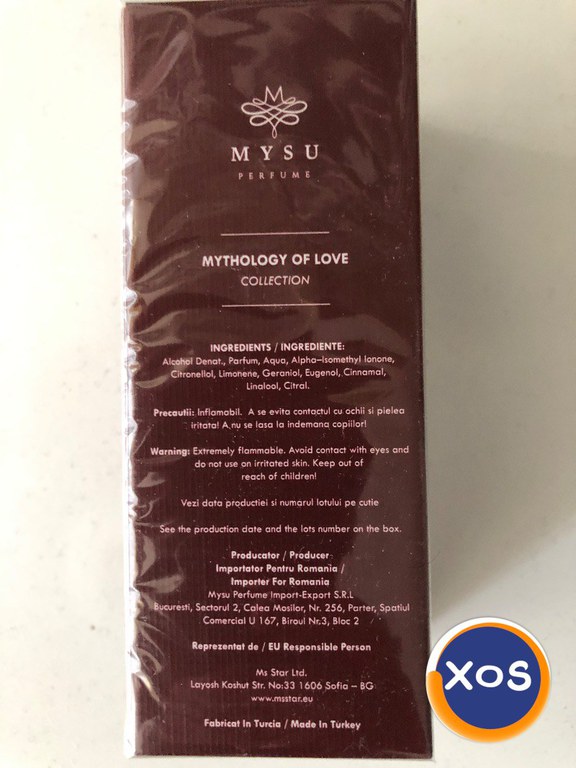 MYSU
PERFUME
MYTHOLOGY OF LOVE
COLLECTION
INGREDIENTS / INGREDIENTE:
Alcohol Denat., Parfum, Aqua, Alpha-isomethyl Ionone,
Citronellol, Limonene, Geraniol, Eugenol, Cinnamal,
Linalool, Citral.
Precautii: Inflamabil. A se evita contactul cu ochii si pielea
iritata! A nu se lasa la indemana copiilor!
Warning: Extremely flammable. Avoid contact with eyes and
do not use on irritated skin. Keep out of
reach of children!
Vezi data productiei si numarul lotului pe cutie
See the production date and the lots number on the box.
Producator / Producer
Importator Pentru Romania /
Importer For Romania
Mysu Perfume Import-Export S.R.L
Bucuresti, Sectorul 2, Calea Mosilor, Nr. 256, Parter, Spatiul
Comercial U 167, Biroul Nr.3, Bloc 2
Reprezentat de / EU Responsible Person
Ms Star Ltd.
Layosh Koshut Str. No:33 1606 Sofia – BG
www.msstar.eu
Fabricat In Turcia / Made In Turkey
XOS